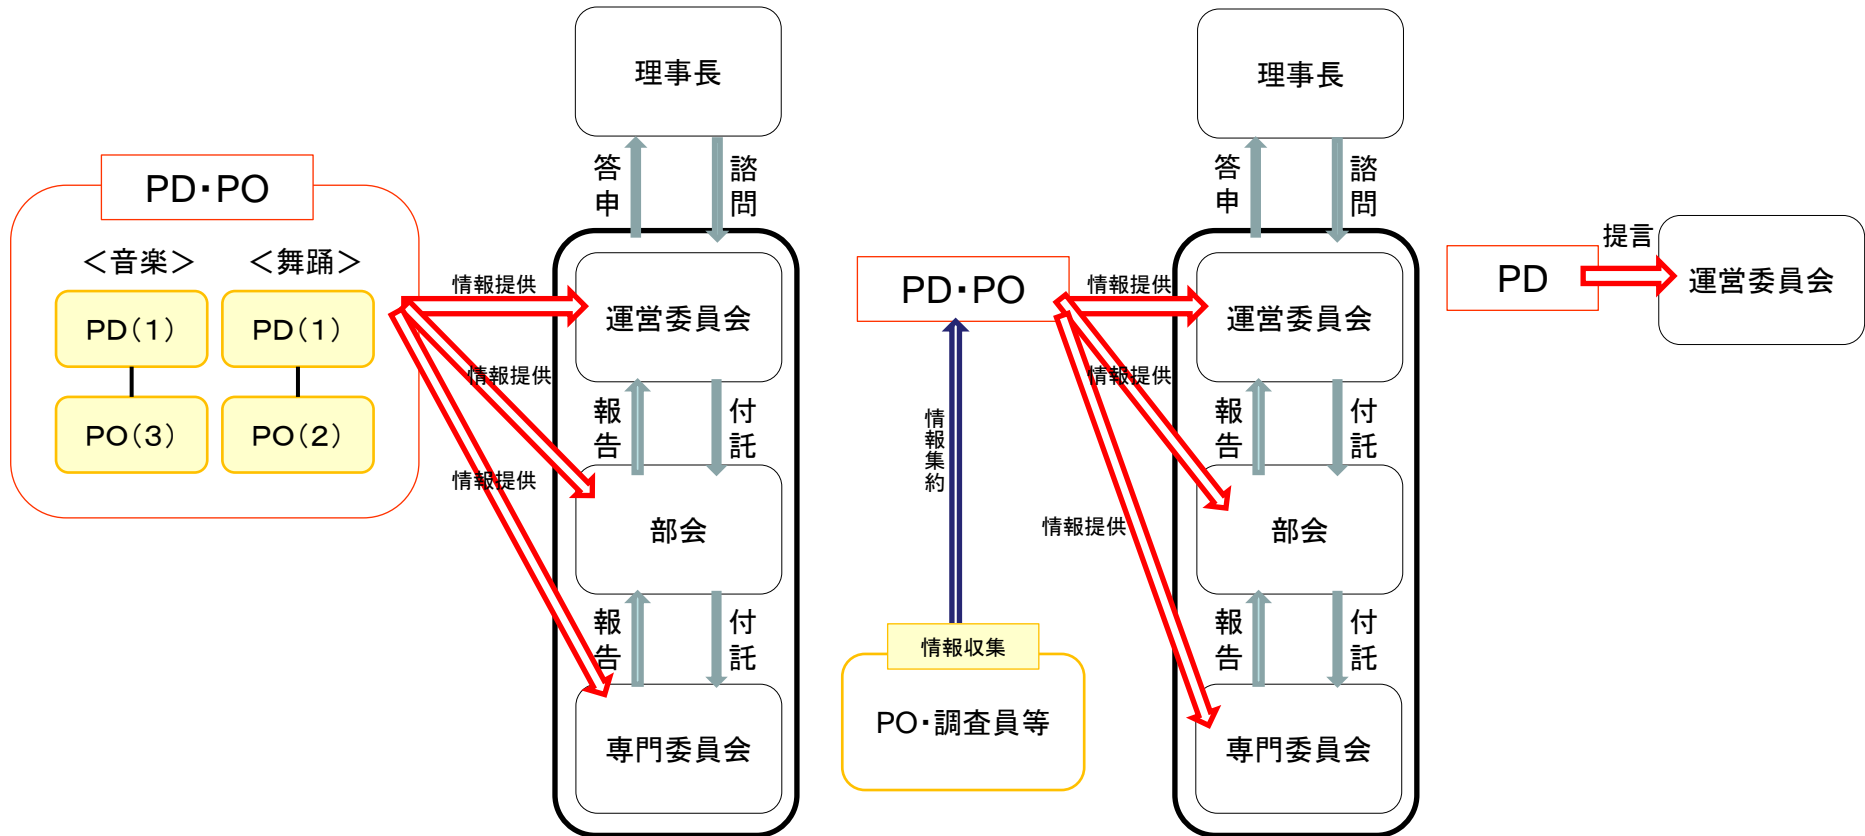 理事長
答申
諮問
PD・PO
＜音楽＞
＜舞踊＞
PD（1）
PD（1）
PO（3）
PO（2）
情報提供
情報提供
情報提供
運営委員会
報告
付託
部会
報告
付託
専門委員会
理事長
答申
諮問
PD・PO
情報提供
情報提供
情報提供
情報集約
情報収集
PO・調査員等
運営委員会
報告
付託
部会
報告
付託
専門委員会
PD
提言
運営委員会